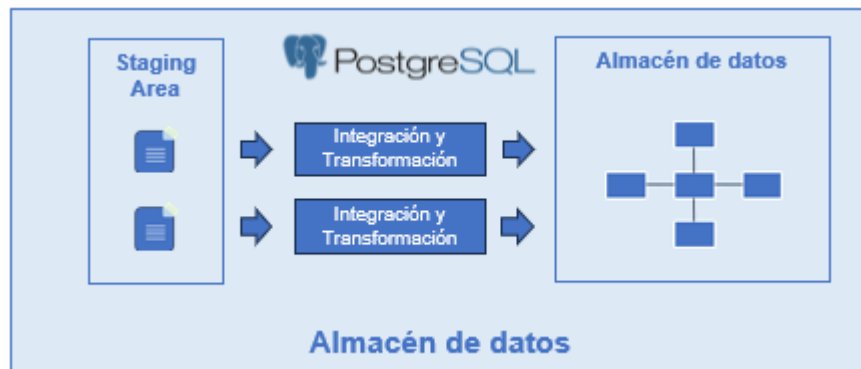 Staging
Area
PostgreSQL
Almacén de datos
Integración y
Transformación
Integración y
Transformación
Almacén de datos